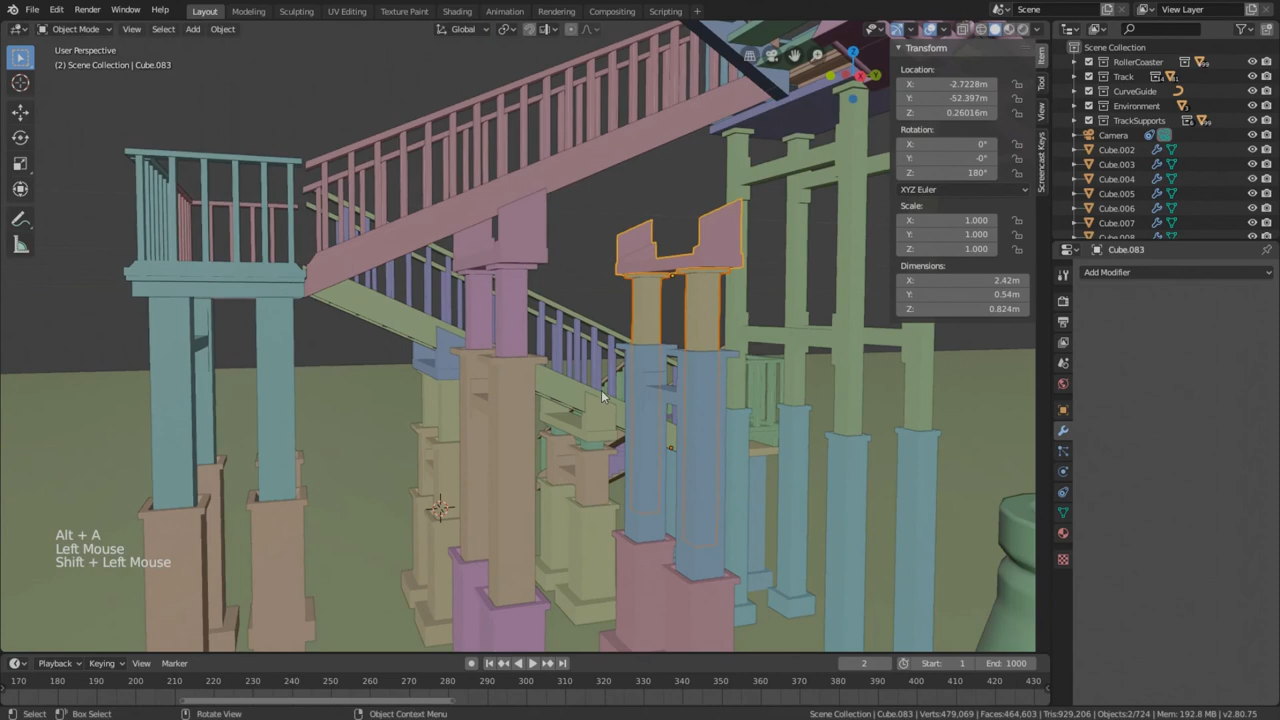 File Edit Render Window Help Layout Modeling Sculpting UV Editing Texture Paint Shading Animation Rendering Compositing Scripting + Scene View Layer
Object Mode View Select Add Object Global
User Perspective
(2) Scene Collection | Cube.083
Transform
Location:
X: -2.7228m
Y: -52.397m
Z: 0.26016m
Rotation:
X: 0°
Y: -0°
Z: 180°
XYZ Euler
Scale:
X: 1.000
Y: 1.000
Z: 1.000
Dimensions:
X: 2.42m
Y: 0.54m
Z: 0.824m
Item
Tool
View
Screencast Keys
Scene Collection
RollerCoaster
Track
CurveGuide
Environment
TrackSupports
Camera
Cube.002
Cube.003
Cube.004
Cube.005
Cube.006
Cube.007
Cube.083
Add Modifier
Alt + A
Left Mouse
Shift + Left Mouse
Playback Keying View Marker 2 Start: 1 End: 1000
170 180 190 200 210 220 230 240 250 260 270 280 290 300 310 320 330 340 350 360 370 380 390 400 410 420 430
Select Box Select Rotate View Object Context Menu Scene Collection | Cube.083 | Verts:479,069 | Faces:464,603 | Tris:929,206 | Objects:2/724 | Mem: 192.8 MB | v2.80.75